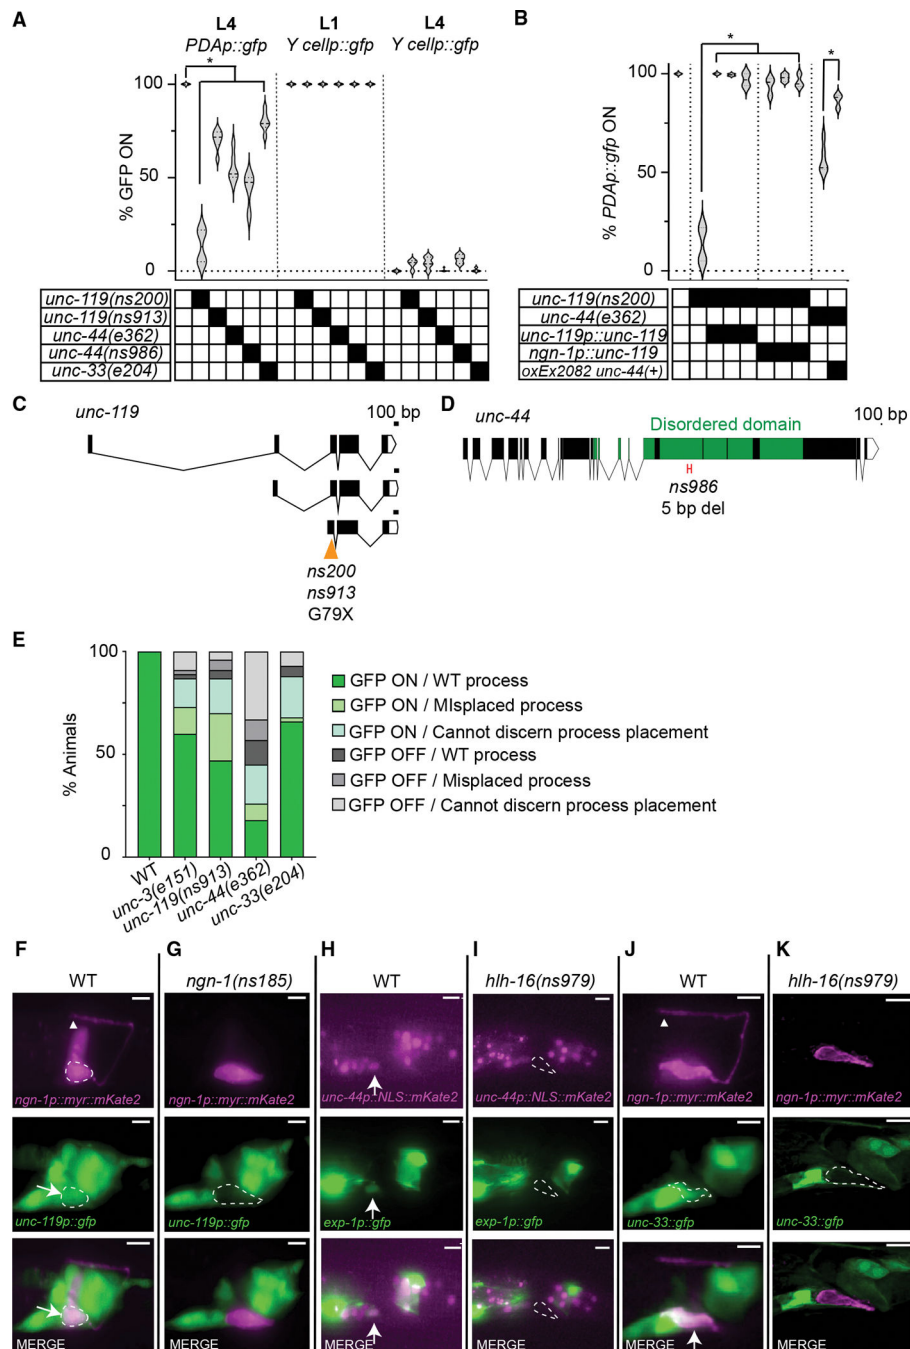 A
L4
L1
L4
PDAp::gfp
Y cellp::gfp
Y cellp::gfp
*
100
50
0
% GFP ON
unc-119(ns200)
unc-119(ns913)
unc-44(e362)
unc-44(ns986)
unc-33(e204)
B
*
*
100
50
0
% PDAp::gfp ON
unc-119(ns200)
unc-44(e362)
unc-119p::unc-119
ngn-1p::unc-119
oxEx2082 unc-44(+)
C
unc-119
100 bp
ns200
ns913
G79X
D
unc-44
100 bp
Disordered domain
H
ns986
5 bp del
E
100
50
0
% Animals
WT
unc-3(e151)
unc-119(ns913)
unc-44(e362)
unc-33(e204)
GFP ON / WT process
GFP ON / MIsplaced process
GFP ON / Cannot discern process placement
GFP OFF / WT process
GFP OFF / Misplaced process
GFP OFF / Cannot discern process placement
F
G
H
I
J
K
WT
ngn-1(ns185)
WT
hlh-16(ns979)
WT
hlh-16(ns979)
ngn-1p::myr::mKate2
ngn-1p::myr::mKate2
unc-44p::NLS::mKate2
unc-44p::NLS::mKate2
ngn-1p::myr::mKate2
ngn-1p::myr::mKate2
unc-119p::gfp
unc-119p::gfp
exp-1p::gfp
exp-1p::gfp
unc-33::gfp
unc-33::gfp
MERGE
MERGE
MERGE
MERGE
MERGE
MERGE